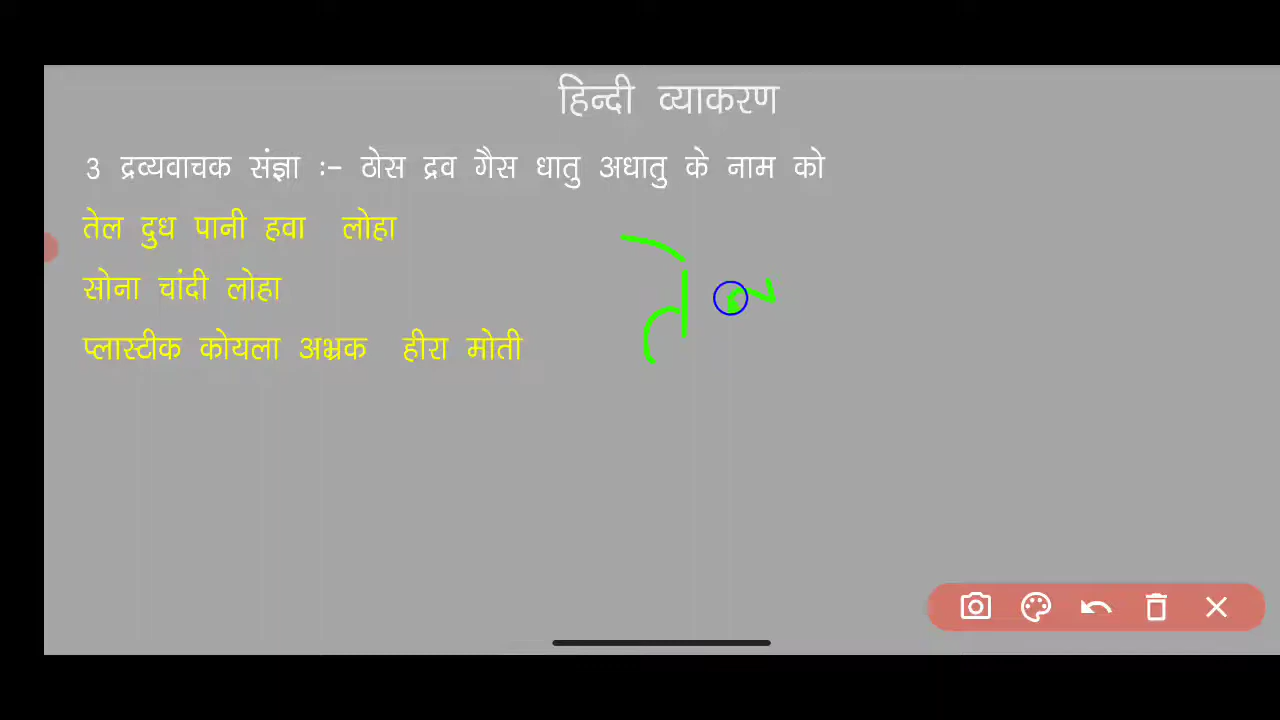 हिन्दी व्याकरण
3 द्रव्यवाचक संज्ञा :- ठोस द्रव गैस धातु अधातु के नाम को
तेल दुध पानी हवा लोहा
सोना चांदी लोहा
प्लास्टीक कोयला अभ्रक हीरा मोती